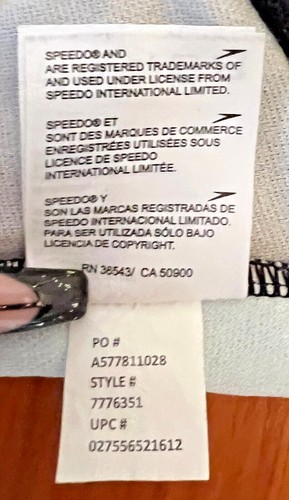 SPEEDO® AND
ARE REGISTERED TRADEMARKS OF
AND USED UNDER LICENSE FROM
SPEEDO INTERNATIONAL LIMITED.
SPEEDO® ET
SONT DES MARQUES DE COMMERCE
ENREGISTRÉES UTILISÉES SOUS
LICENCE DE SPEEDO
INTERNATIONAL LIMITÉE.
SPEEDO® Y
SON LAS MARCAS REGISTRADAS DE
SPEEDO INTERNACIONAL LIMITADO.
PARA SER UTILIZADA SÓLO BAJO
LICENCIA DE COPYRIGHT.
RN 36543/ CA 50900
PO #
A577811028
STYLE #
7776351
UPC #
027556521612